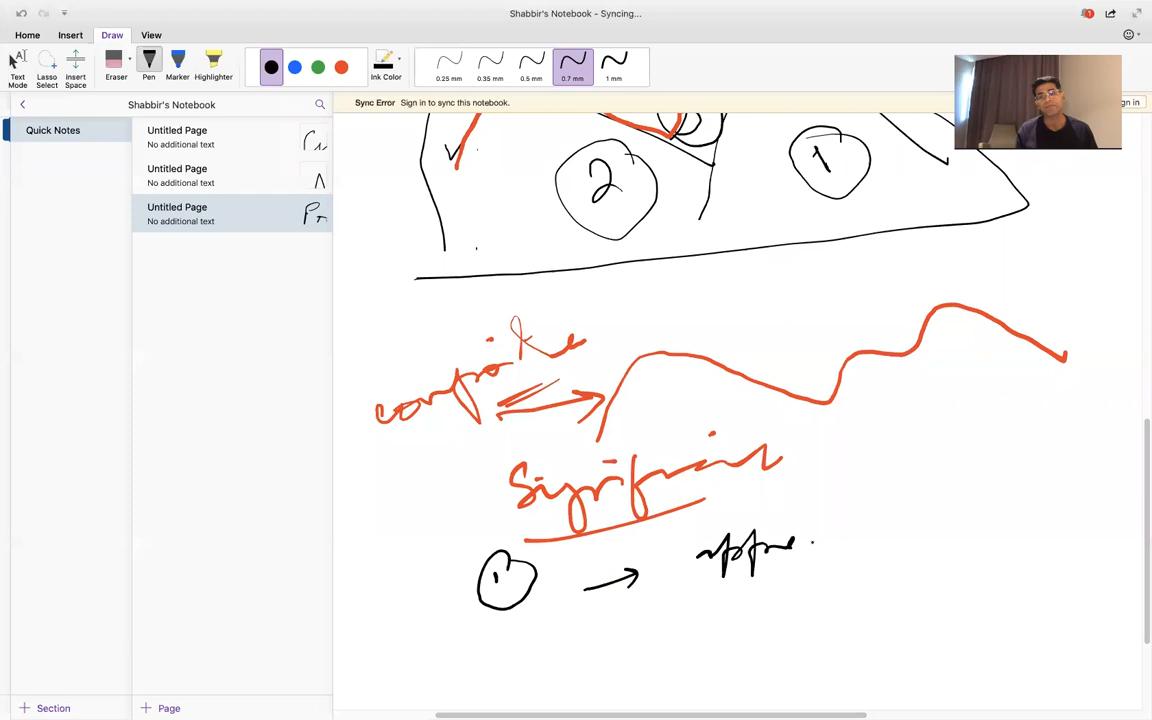 Shabbir's Notebook - Syncing...
1
Home Insert Draw View
Text Mode
Lasso Select
Insert Space
Eraser
Pen
Marker
Highlighter
Ink Color
0.25 mm
0.35 mm
0.5 mm
0.7 mm
1 mm
Shabbir's Notebook
Sync Error Sign in to sync this notebook.
gn in
Quick Notes
Untitled Page
No additional text
Untitled Page
No additional text
Untitled Page
No additional text
2
1
composite
Significant
Section
Page